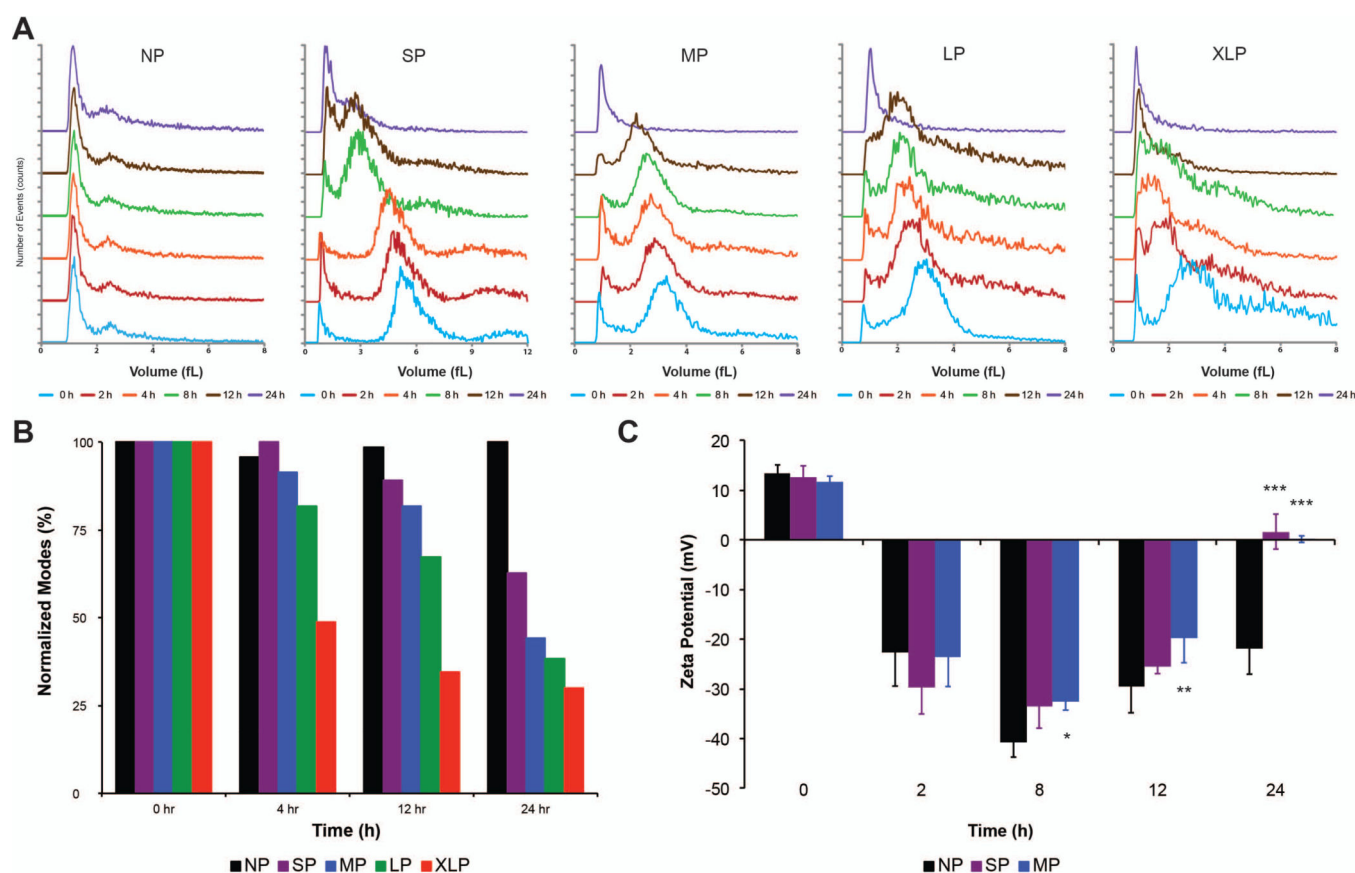 A
NP
SP
MP
LP
XLP
Number of Events (counts)
0 2 4 6 8
0 3 6 9 12
0 2 4 6 8
0 2 4 6 8
0 2 4 6 8
Volume (fL)
Volume (fL)
Volume (fL)
Volume (fL)
Volume (fL)
0 h 2 h 4 h 8 h 12 h 24 h
0 h 2 h 4 h 8 h 12 h 24 h
0 h 2 h 4 h 8 h 12 h 24 h
0 h 2 h 4 h 8 h 12 h 24 h
0 h 2 h 4 h 8 h 12 h 24 h
B
Normalized Modes (%)
100
75
50
25
0
0 hr 4 hr 12 hr 24 hr
Time (h)
NP SP MP LP XLP
C
Zeta Potential (mV)
20
10
0
-10
-20
-30
-40
-50
*
**
***
***
0 2 8 12 24
Time (h)
NP SP MP